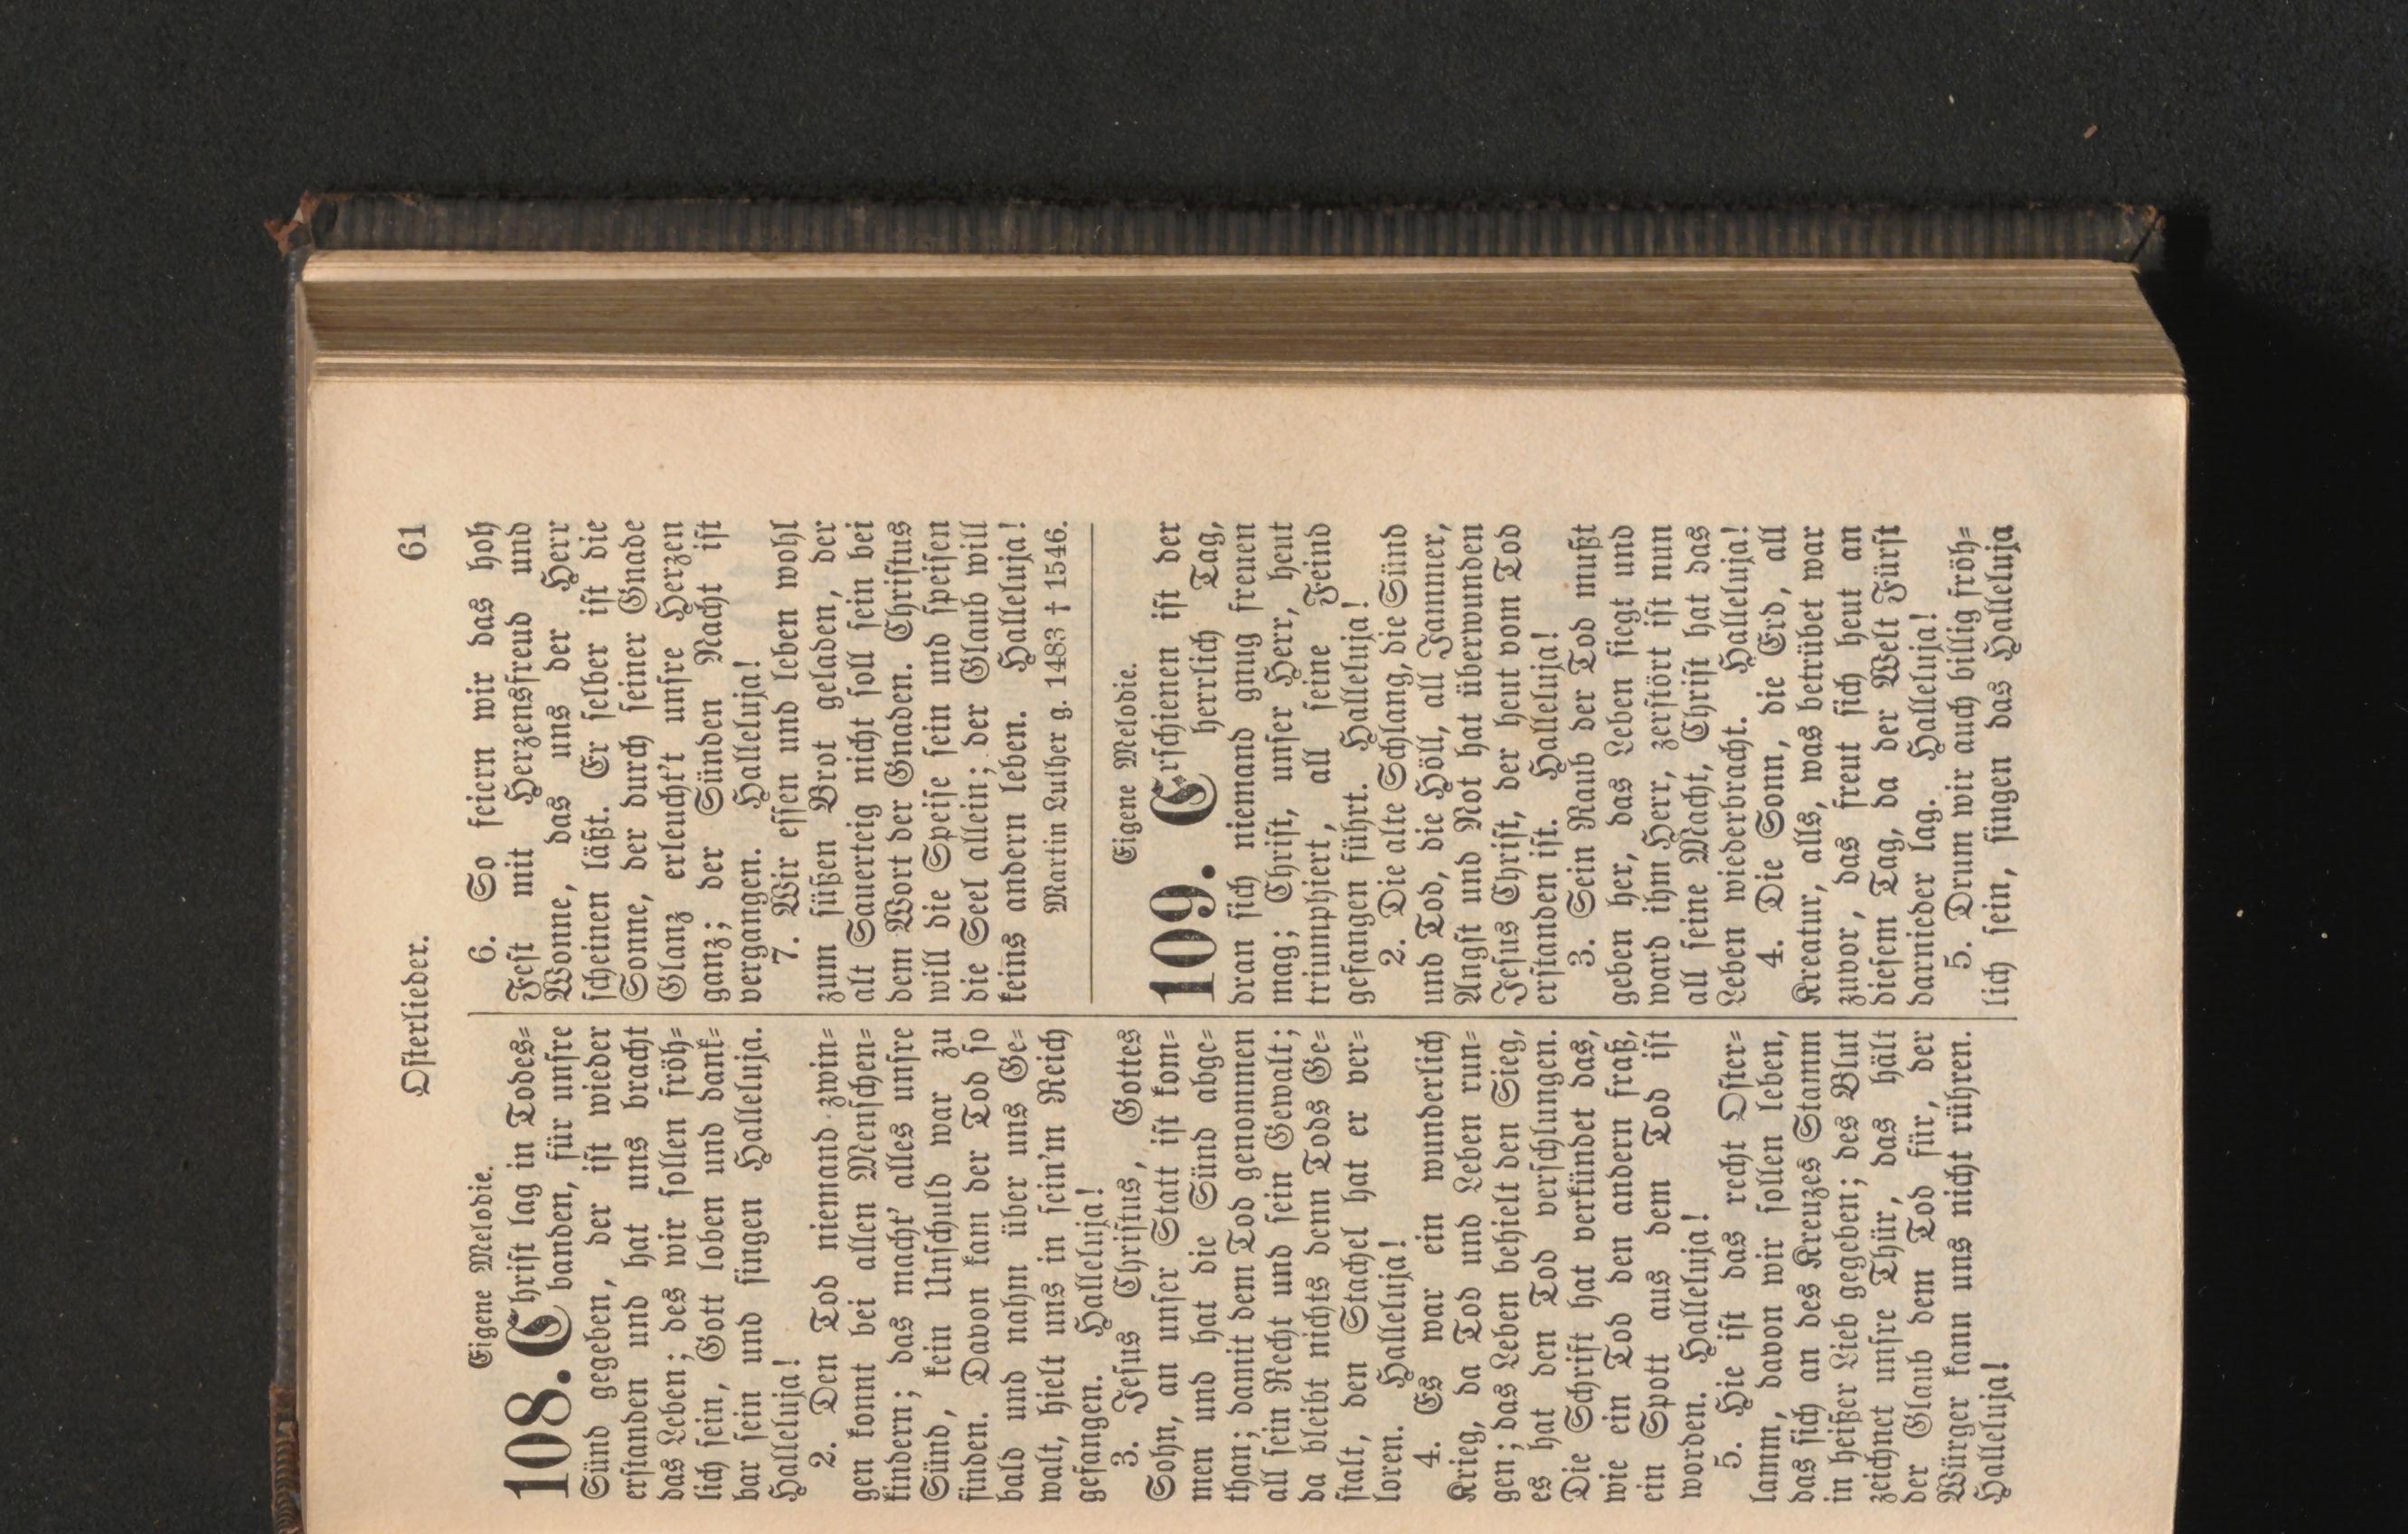 Osterlieder. 61
Eigene Melodie.
108. Christ lag in Todes-
banden, für unsre
Sünd gegeben, der ist wieder
erstanden und hat uns bracht
das Leben; des wir sollen fröh-
lich sein, Gott loben und dank-
bar sein und singen Halleluja.
Halleluja!
2. Den Tod niemand zwin-
gen konnt bei allen Menschen-
kindern; das macht' alles unsre
Sünd, kein Unschuld war zu
finden. Davon kam der Tod so
bald und nahm über uns Ge-
walt, hielt uns in sein'm Reich
gefangen. Halleluja!
3. Jesus Christus, Gottes
Sohn, an unser Statt ist kom-
men und hat die Sünd abge-
than; damit dem Tod genommen
all sein Recht und sein Gewalt;
da bleibt nichts denn Tods Ge-
stalt, den Stachel hat er ver-
loren. Halleluja!
4. Es war ein wunderlich
Krieg, da Tod und Leben run-
gen; das Leben behielt den Sieg,
es hat den Tod verschlungen.
Die Schrift hat verkündet das,
wie ein Tod den andern fraß,
ein Spott aus dem Tod ist
worden. Halleluja!
5. Hie ist das recht Oster-
lamm, davon wir sollen leben,
das sich an des Kreuzes Stamm
in heißer Lieb gegeben; des Blut
zeichnet unsre Thür, das hält
der Glaub dem Tod für, der
Würger kann uns nicht rühren.
Halleluja!
6. So feiern wir das hoh
Fest mit Herzensfreud und
Wonne, das uns der Herr
scheinen läßt. Er selber ist die
Sonne, der durch seiner Gnade
Glanz erleucht't unsre Herzen
ganz; der Sünden Nacht ist
vergangen. Halleluja!
7. Wir essen und leben wohl
zum süßen Brot geladen, der
alt Sauerteig nicht soll sein bei
dem Wort der Gnaden. Christus
will die Speise sein und speisen
die Seel allein; der Glaub will
keins andern leben. Halleluja!
Martin Luther g. 1483 † 1546.
Eigene Melodie.
109. Erschienen ist der
herrlich Tag,
dran sich niemand gnug freuen
mag; Christ, unser Herr, heut
triumphiert, all seine Feind
gefangen führt. Halleluja!
2. Die alte Schlang, die Sünd
und Tod, die Höll, all Jammer,
Angst und Not hat überwunden
Jesus Christ, der heut vom Tod
erstanden ist. Halleluja!
3. Sein Raub der Tod mußt
geben her, das Leben siegt und
ward ihm Herr, zerstört ist nun
all seine Macht, Christ hat das
Leben wiederbracht. Halleluja!
4. Die Sonn, die Erd, all
Kreatur, alls, was betrübet war
zuvor, das freut sich heut an
diesem Tag, da der Welt Fürst
darnieder lag. Halleluja!
5. Drum wir auch billig fröh-
lich sein, singen das Halleluja